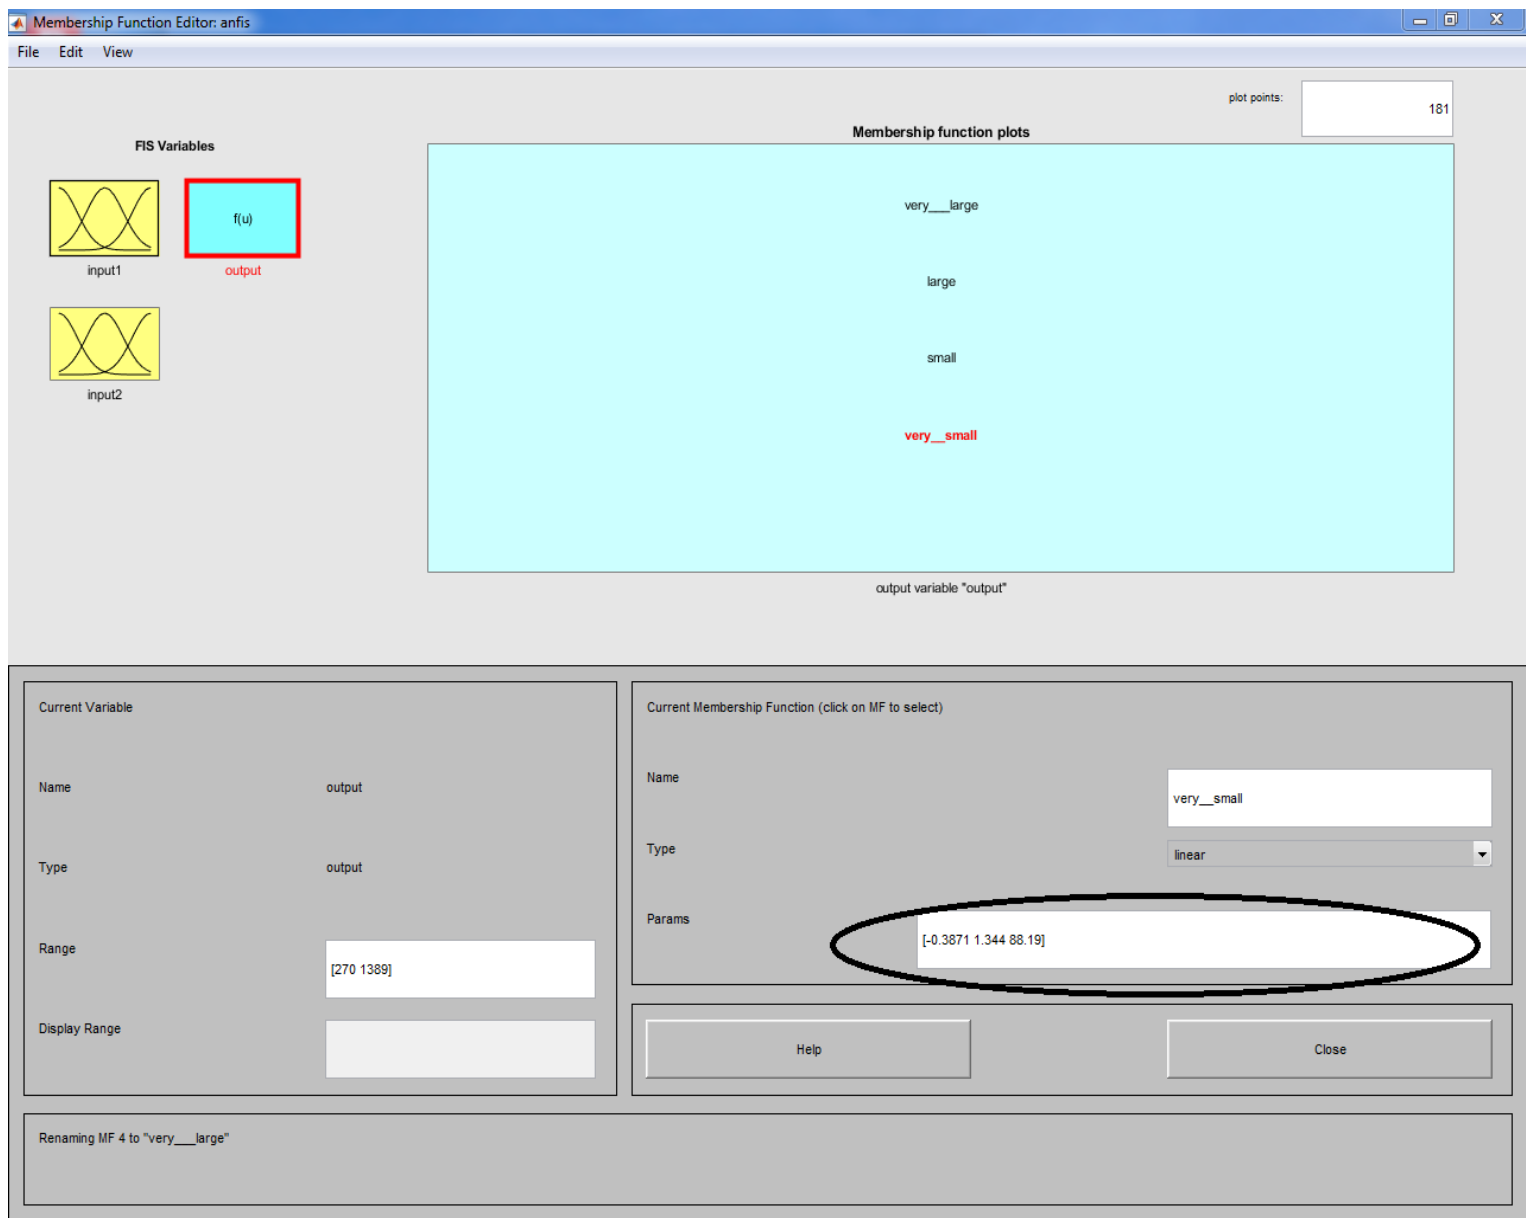 Membership Function Editor: anfis
File Edit View
plot points:
181
FIS Variables
Membership function plots
f(u)
input1
output
input2
very___large
large
small
very__small
output variable "output"
Current Variable
Name output
Type output
Range [270 1389]
Display Range
Current Membership Function (click on MF to select)
Name very__small
Type linear
Params [-0.3871 1.344 88.19]
Help Close
Renaming MF 4 to "very___large"